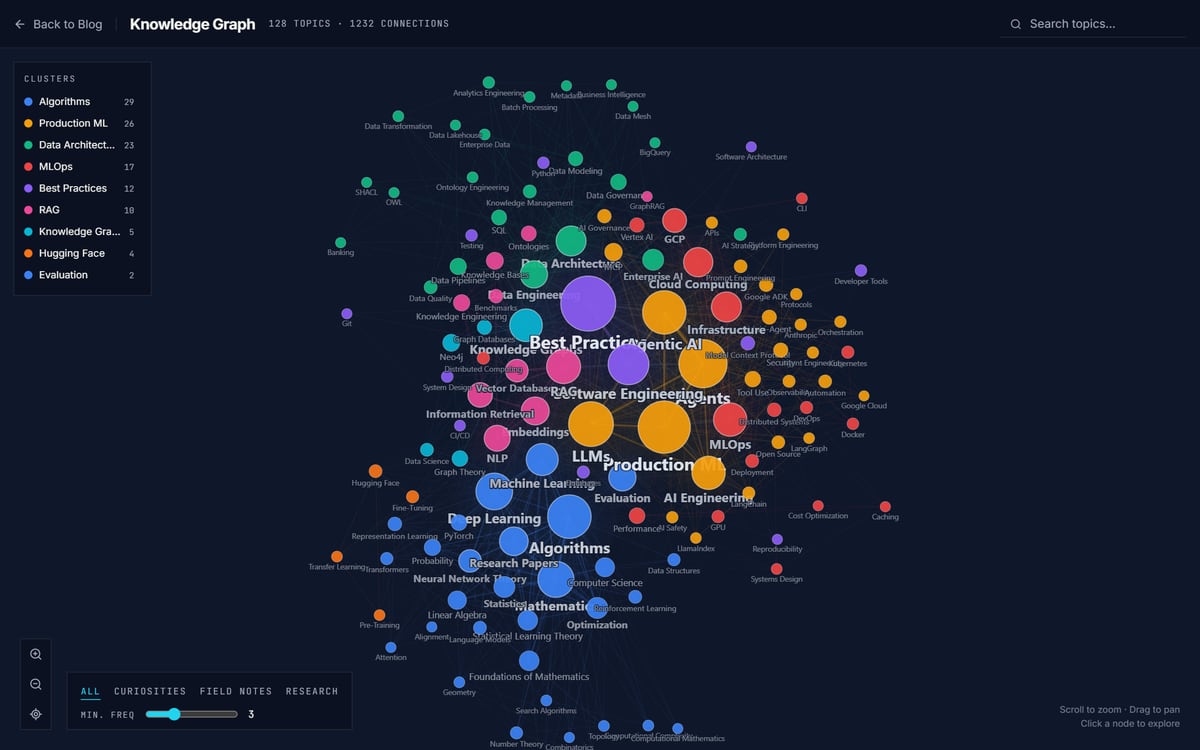 Back to Blog
Knowledge Graph
128 TOPICS · 1232 CONNECTIONS
Search topics...
CLUSTERS
Algorithms 29
Production ML 26
Data Architect... 23
MLOps 17
Best Practices 12
RAG 10
Knowledge Gra... 5
Hugging Face 4
Evaluation 2
Analytics Engineering
Metadata
Business Intelligence
Batch Processing
Data Mesh
Data Transformation
Data Lakehouse
Enterprise Data
BigQuery
Software Architecture
Python
Data Modeling
Ontology Engineering
SHACL
OWL
Knowledge Management
Data Governance
GraphRAG
CLI
SQL
AI Governance
Vertex AI
GCP
APIs
AI Strategy
Platform Engineering
Testing
Ontologies
Banking
Data Architecture
Knowledge Bases
Data Pipelines
Enterprise AI
Cloud Computing
Prompt Engineering
Developer Tools
Data Quality
Data Engineering
Benchmarks
Google ADK
Protocols
Knowledge Engineering
Git
Infrastructure
Anthropic
Orchestration
Graph Databases
Neo4j
Knowledge Graphs
Best Practices
Agentic AI
Model Context Protocol
Security
Kubernetes
Distributed Computing
System Design
Vector Databases
RAG
Software Engineering
Agents
Tool Use
Observability
Automation
Google Cloud
Information Retrieval
Embeddings
CI/CD
Distributed Systems
DevOps
Docker
NLP
LLMs
Production ML
MLOps
Open Source
LangGraph
Data Science
Graph Theory
Deployment
Hugging Face
Machine Learning
Evaluation
AI Engineering
LangChain
Fine-Tuning
Deep Learning
Cost Optimization
Caching
Representation Learning
PyTorch
Performance
AI Safety
GPU
Algorithms
LlamaIndex
Reproducibility
Probability
Research Papers
Transfer Learning
Transformers
Neural Network Theory
Computer Science
Data Structures
Systems Design
Statistics
Mathematics
Reinforcement Learning
Linear Algebra
Optimization
Pre-Training
Alignment
Language Models
Statistical Learning Theory
Attention
Foundations of Mathematics
Geometry
Search Algorithms
Topology
Computational Mathematics
Number Theory
Combinatorics
ALL CURIOSITIES FIELD NOTES RESEARCH
MIN. FREQ 3
Scroll to zoom · Drag to pan
Click a node to explore